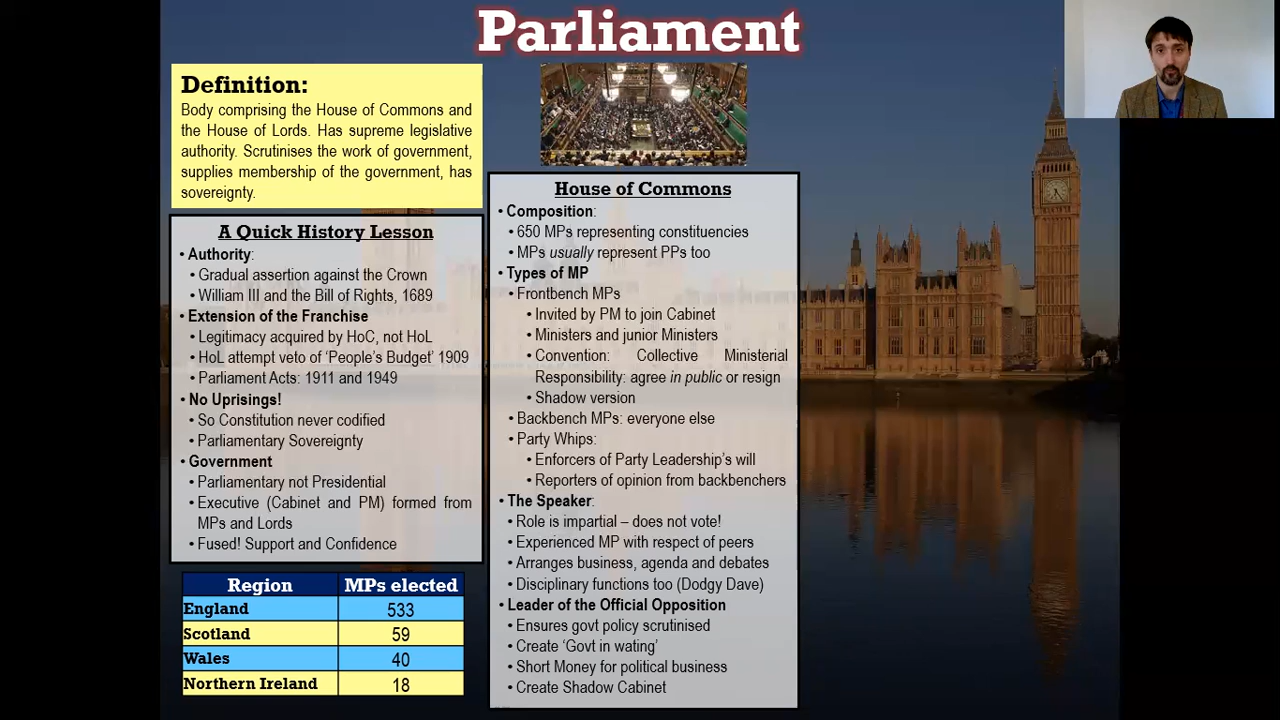 Parliament
Definition:
Body comprising the House of Commons and
the House of Lords. Has supreme legislative
authority. Scrutinises the work of government,
supplies membership of the government, has
sovereignty.
A Quick History Lesson
• Authority:
• Gradual assertion against the Crown
• William III and the Bill of Rights, 1689
• Extension of the Franchise
• Legitimacy acquired by HoC, not HoL
• HoL attempt veto of ‘People’s Budget’ 1909
• Parliament Acts: 1911 and 1949
• No Uprisings!
• So Constitution never codified
• Parliamentary Sovereignty
• Government
• Parliamentary not Presidential
• Executive (Cabinet and PM) formed from
MPs and Lords
• Fused! Support and Confidence
Region MPs elected
England 533
Scotland 59
Wales 40
Northern Ireland 18
House of Commons
• Composition:
• 650 MPs representing constituencies
• MPs usually represent PPs too
• Types of MP
• Frontbench MPs
• Invited by PM to join Cabinet
• Ministers and junior Ministers
• Convention: Collective Ministerial
Responsibility: agree in public or resign
• Shadow version
• Backbench MPs: everyone else
• Party Whips:
• Enforcers of Party Leadership’s will
• Reporters of opinion from backbenchers
• The Speaker:
• Role is impartial – does not vote!
• Experienced MP with respect of peers
• Arranges business, agenda and debates
• Disciplinary functions too (Dodgy Dave)
• Leader of the Official Opposition
• Ensures govt policy scrutinised
• Create ‘Govt in wating’
• Short Money for political business
• Create Shadow Cabinet